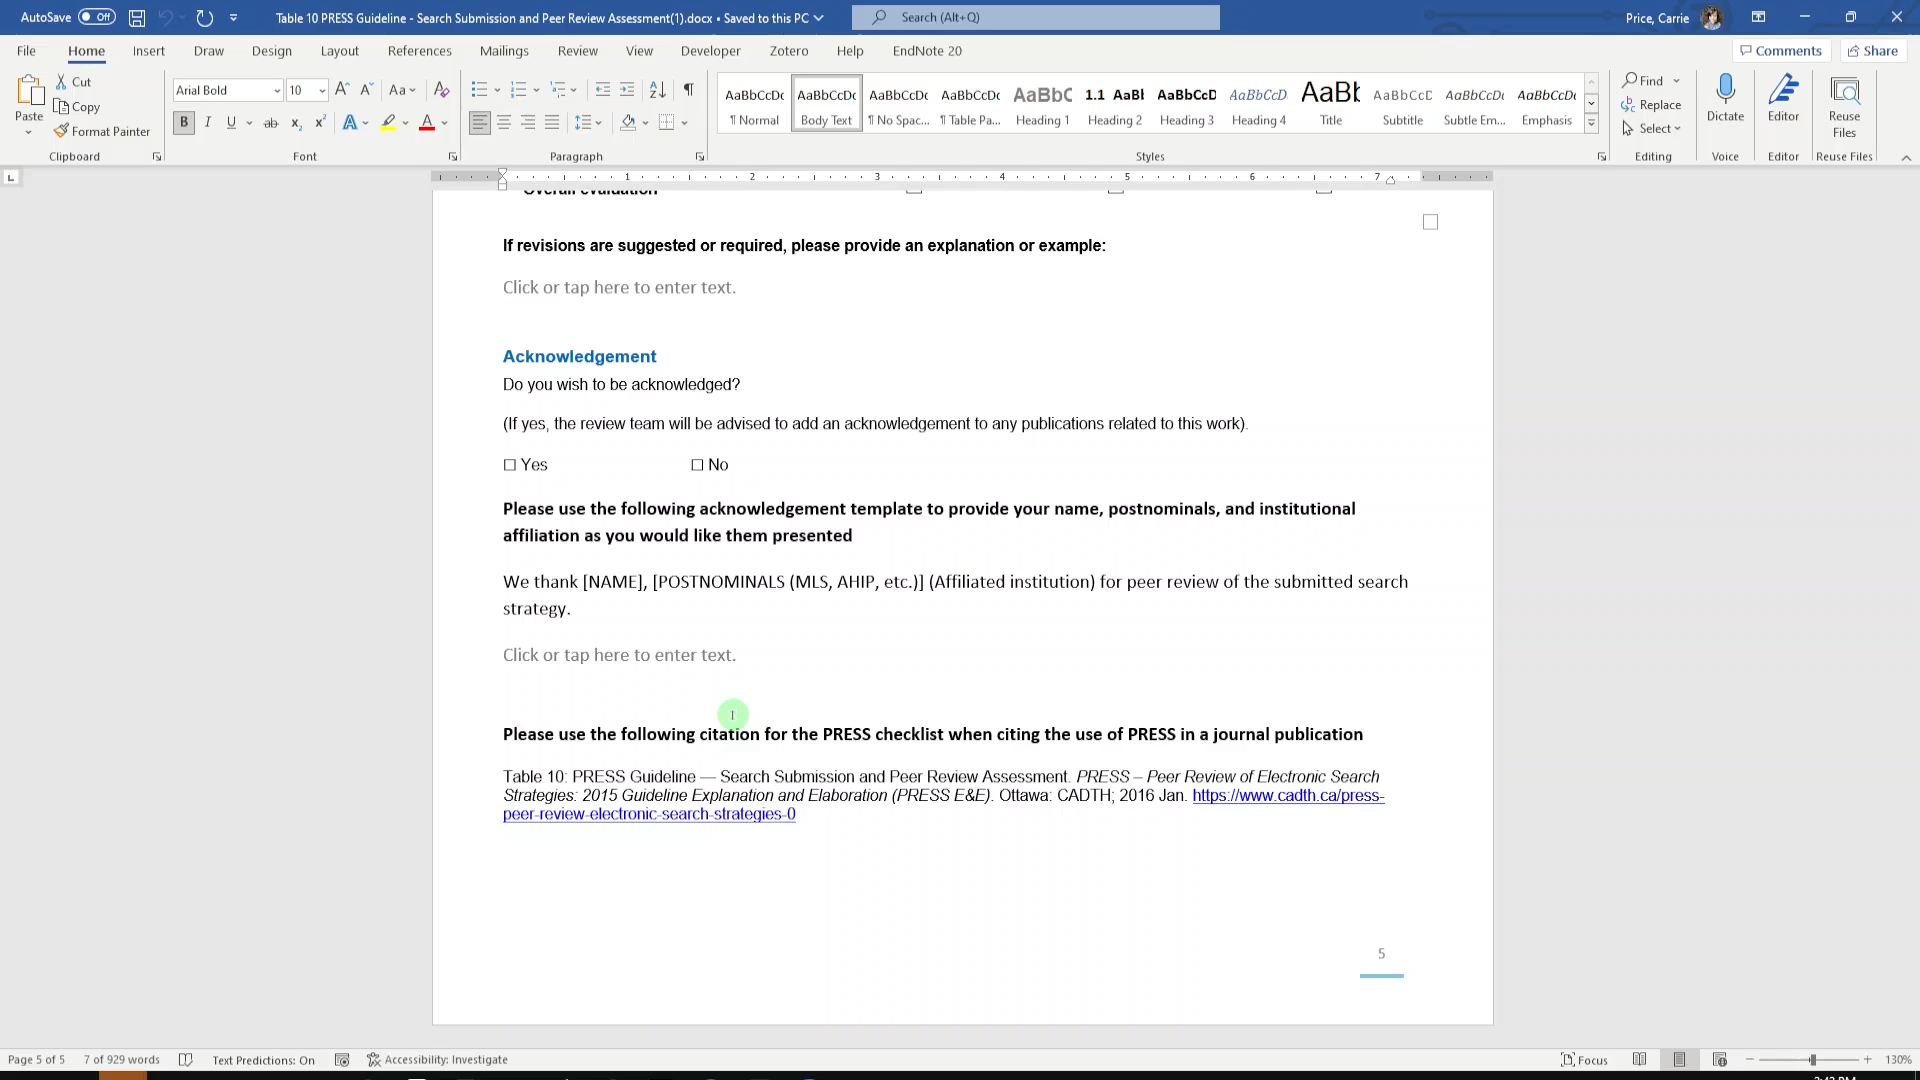 AutoSave Off Table 10 PRESS Guideline - Search Submission and Peer Review Assessment(1).docx • Saved to this PC Search (Alt+Q) Price, Carrie
File Home Insert Draw Design Layout References Mailings Review View Developer Zotero Help EndNote 20 Comments Share
Paste Cut Copy Format Painter Clipboard
Arial Bold 10 Aa Font
Paragraph
AaBbCcDc ¶ Normal
AaBbCcDc Body Text
AaBbCcDc ¶ No Spac...
AaBbCcDc ¶ Table Pa...
AaBbC Heading 1
1.1 AaBl Heading 2
AaBbCcD Heading 3
AaBbCcD Heading 4
AaBb Title
AaBbCcD Subtitle
AaBbCcDc Subtle Em...
AaBbCcDc Emphasis
Styles
Find Replace Select Editing
Dictate Voice
Editor Editor
Reuse Files Reuse Files
1 2 3 4 5 6 7
Overall evaluation
If revisions are suggested or required, please provide an explanation or example:
Click or tap here to enter text.
Acknowledgement
Do you wish to be acknowledged?
(If yes, the review team will be advised to add an acknowledgement to any publications related to this work).
☐ Yes ☐ No
Please use the following acknowledgement template to provide your name, postnominals, and institutional
affiliation as you would like them presented
We thank [NAME], [POSTNOMINALS (MLS, AHIP, etc.)] (Affiliated institution) for peer review of the submitted search
strategy.
Click or tap here to enter text.
Please use the following citation for the PRESS checklist when citing the use of PRESS in a journal publication
Table 10: PRESS Guideline — Search Submission and Peer Review Assessment. PRESS – Peer Review of Electronic Search
Strategies: 2015 Guideline Explanation and Elaboration (PRESS E&E). Ottawa: CADTH; 2016 Jan. https://www.cadth.ca/press-
peer-review-electronic-search-strategies-0
5
Page 5 of 5 7 of 929 words Text Predictions: On Accessibility: Investigate Focus 130%